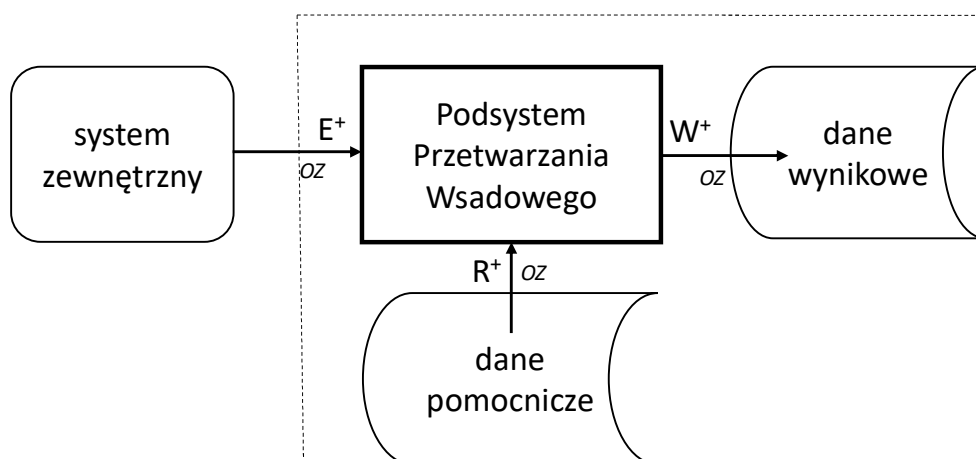 system
zewnętrzny
E⁺
oz
Podsystem
Przetwarzania
Wsadowego
W⁺
oz
dane
wynikowe
R⁺ oz
dane
pomocnicze